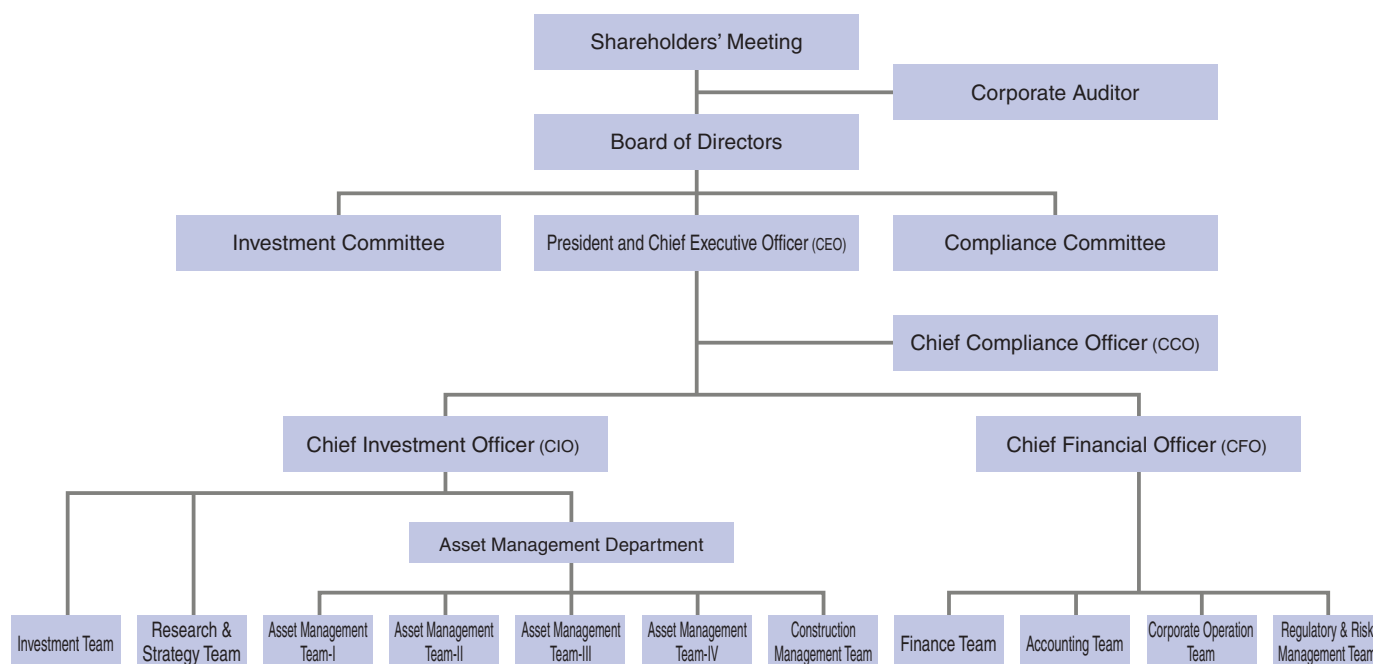 Shareholders’ Meeting
Corporate Auditor
Board of Directors
Investment Committee
President and Chief Executive Officer (CEO)
Compliance Committee
Chief Compliance Officer (CCO)
Chief Investment Officer (CIO)
Chief Financial Officer (CFO)
Asset Management Department
Investment Team
Research &
Strategy Team
Asset Management
Team-I
Asset Management
Team-II
Asset Management
Team-III
Asset Management
Team-IV
Construction
Management Team
Finance Team
Accounting Team
Corporate Operation
Team
Regulatory & Risk
Management Team